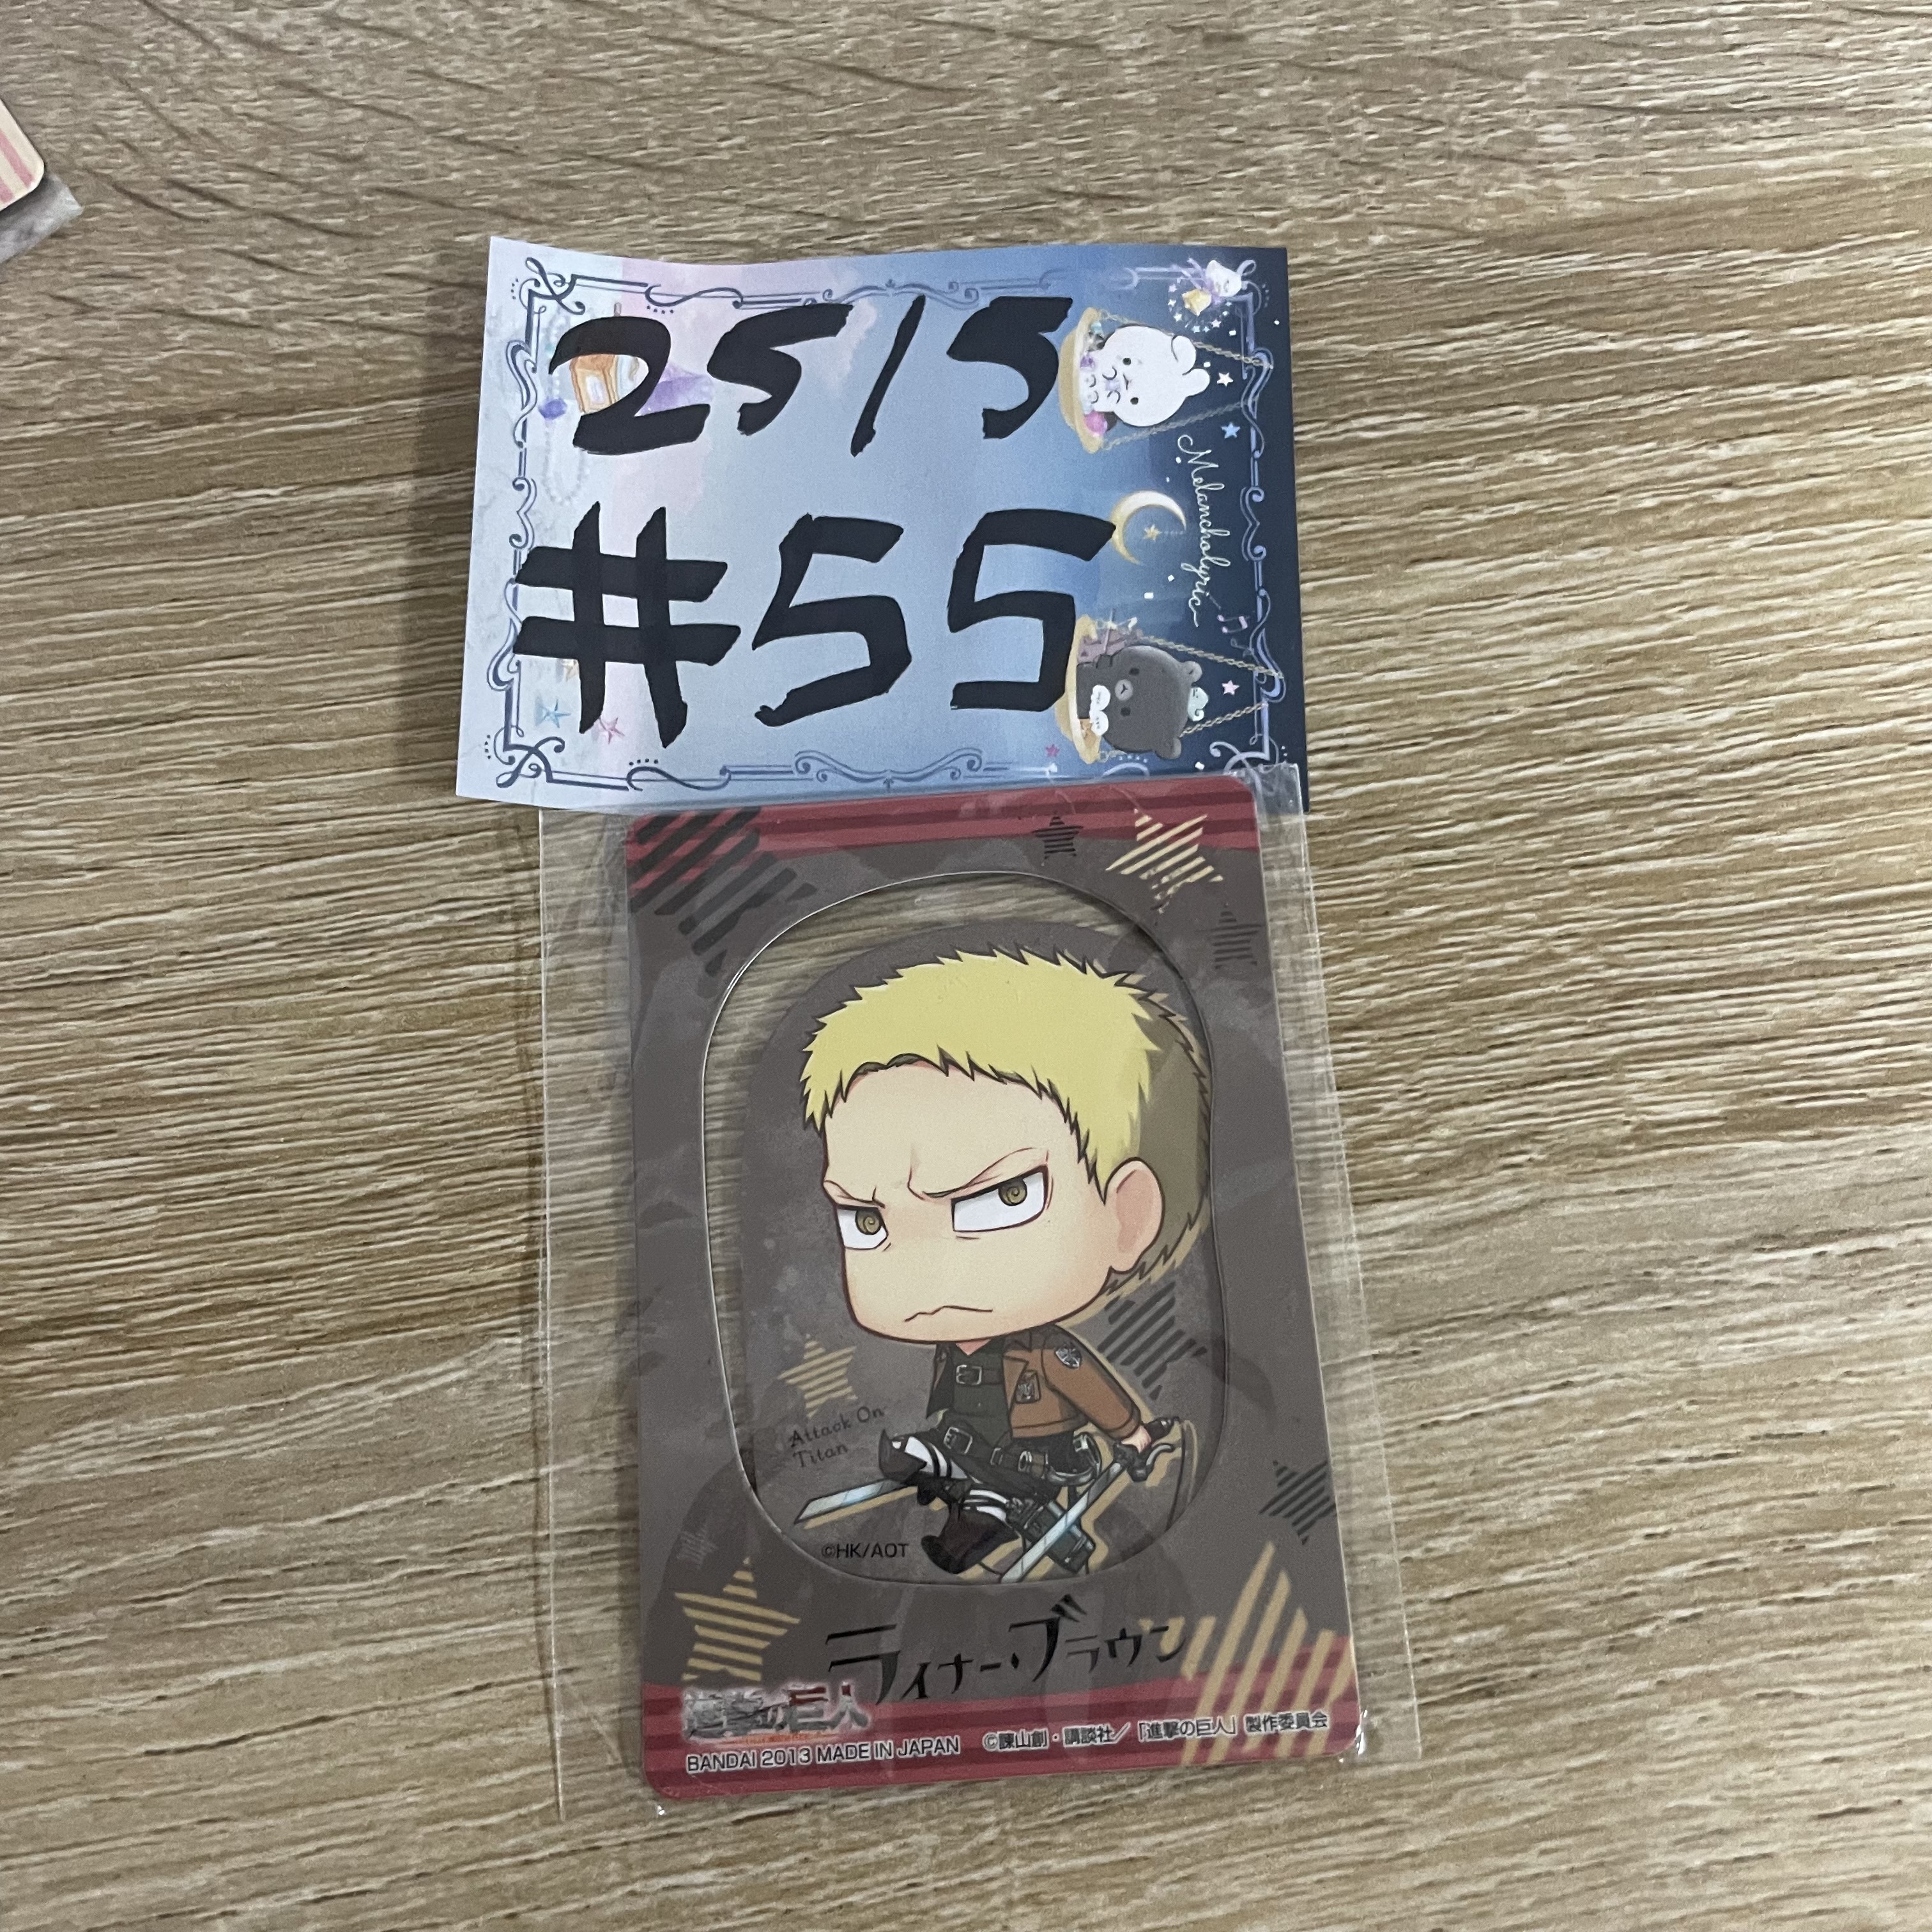 25/5
#55
Melancholyric
Attack On
Titan
©HK/AOT
ライナー・ブラウン
進撃の巨人
BANDAI 2013 MADE IN JAPAN ©諫山創・講談社/「進撃の巨人」製作委員会